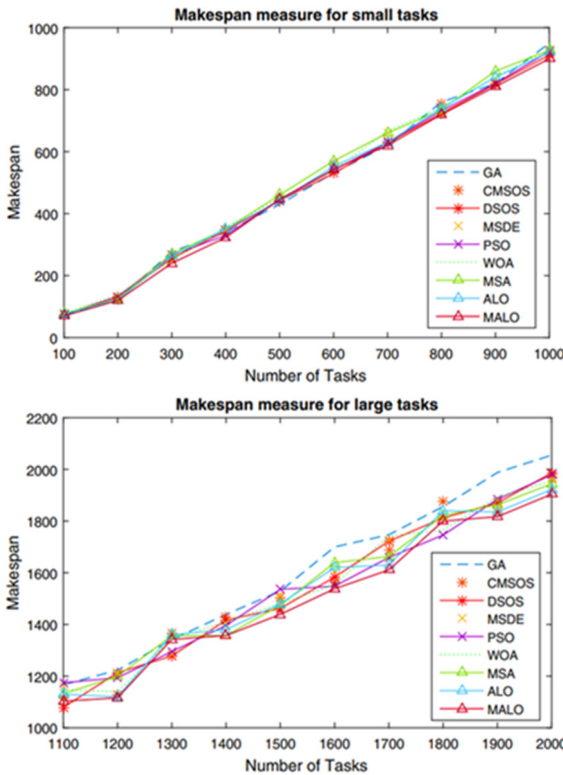 Makespan measure for small tasks
1000
800
600
400
200
0
Makespan
GA
CMSOS
DSOS
MSDE
PSO
WOA
MSA
ALO
MALO
100 200 300 400 500 600 700 800 900 1000
Number of Tasks
Makespan measure for large tasks
2200
2000
1800
1600
1400
1200
1000
Makespan
GA
CMSOS
DSOS
MSDE
PSO
WOA
MSA
ALO
MALO
1100 1200 1300 1400 1500 1600 1700 1800 1900 2000
Number of Tasks